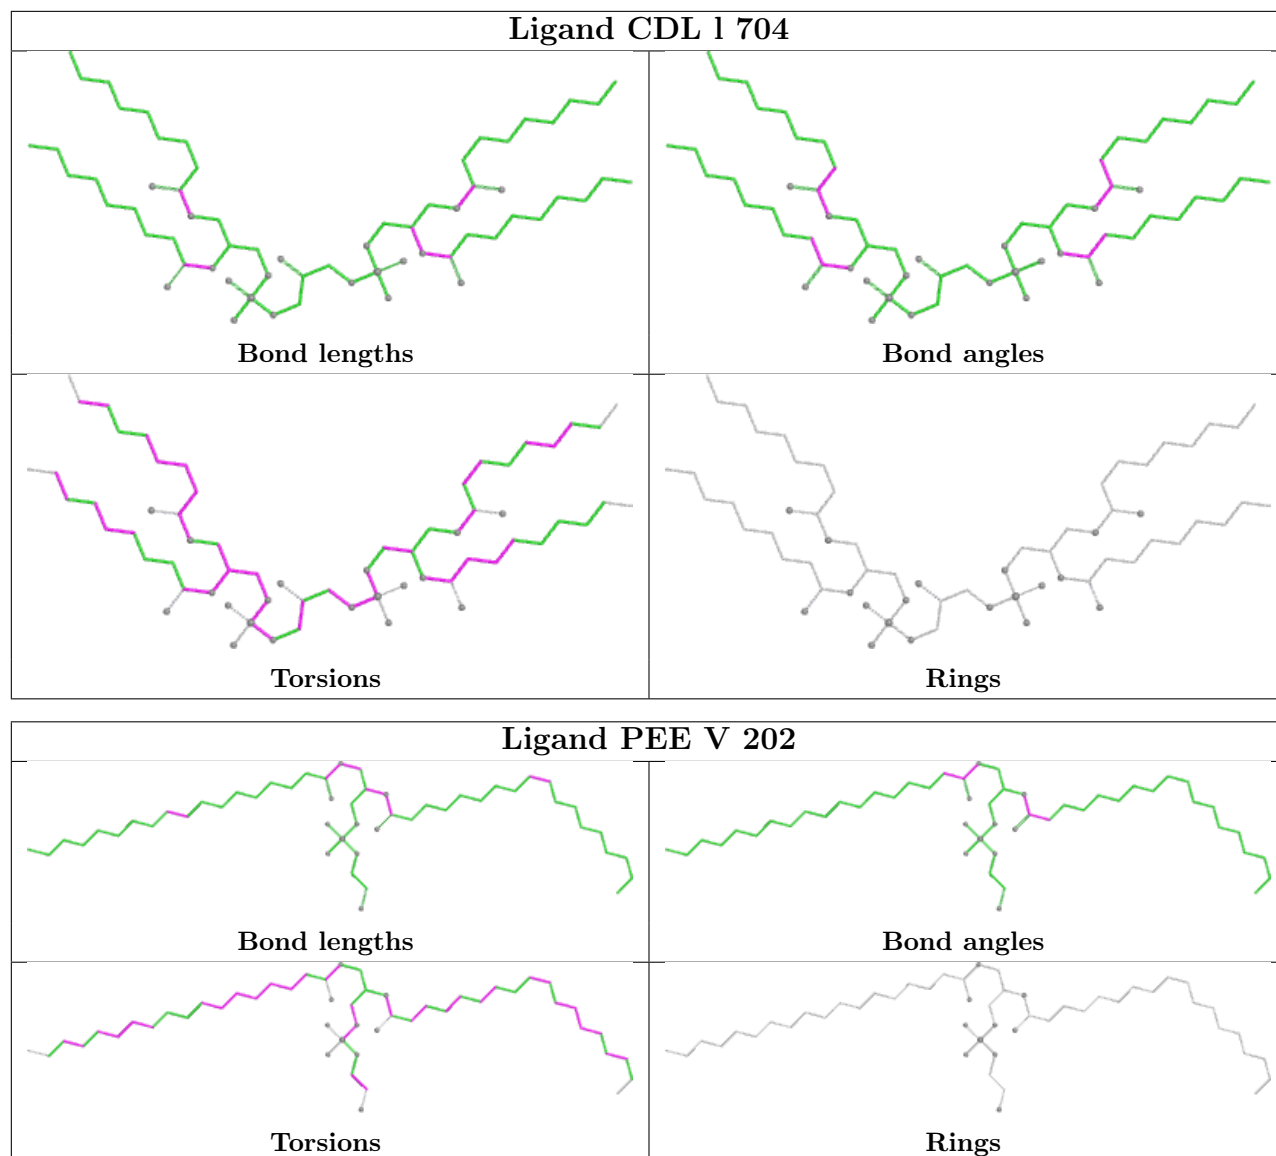 Ligand CDL l 704
Bond lengths
Bond angles
Torsions
Rings
Ligand PEE V 202
Bond lengths
Bond angles
Torsions
Rings